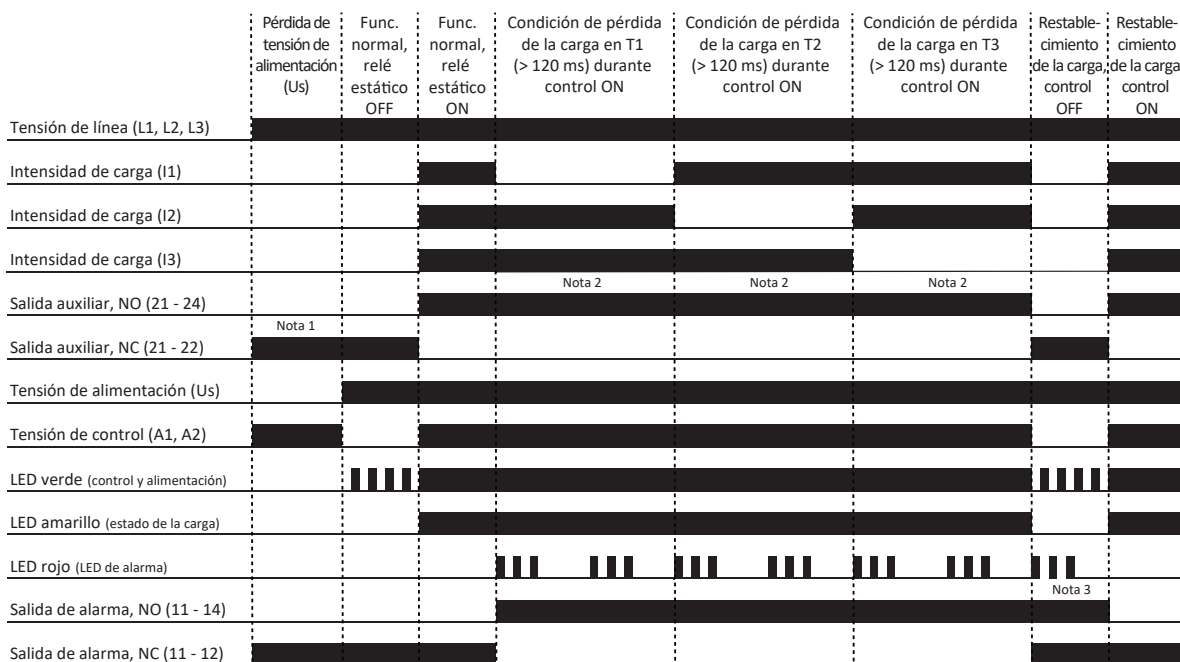 Pérdida de
tensión de
alimentación
(Us)
Func.
normal,
relé
estático
OFF
Func.
normal,
relé
estático
ON
Condición de pérdida
de la carga en T1
(> 120 ms) durante
control ON
Condición de pérdida
de la carga en T2
(> 120 ms) durante
control ON
Condición de pérdida
de la carga en T3
(> 120 ms) durante
control ON
Restable-
cimiento
de la carga,
control
OFF
Restable-
cimiento
de la carga
control
ON
Tensión de línea (L1, L2, L3)
Intensidad de carga (I1)
Intensidad de carga (I2)
Intensidad de carga (I3)
Nota 2
Nota 2
Nota 2
Salida auxiliar, NO (21 - 24)
Nota 1
Salida auxiliar, NC (21 - 22)
Tensión de alimentación (Us)
Tensión de control (A1, A2)
LED verde (control y alimentación)
LED amarillo (estado de la carga)
LED rojo (LED de alarma)
Nota 3
Salida de alarma, NO (11 - 14)
Salida de alarma, NC (11 - 12)